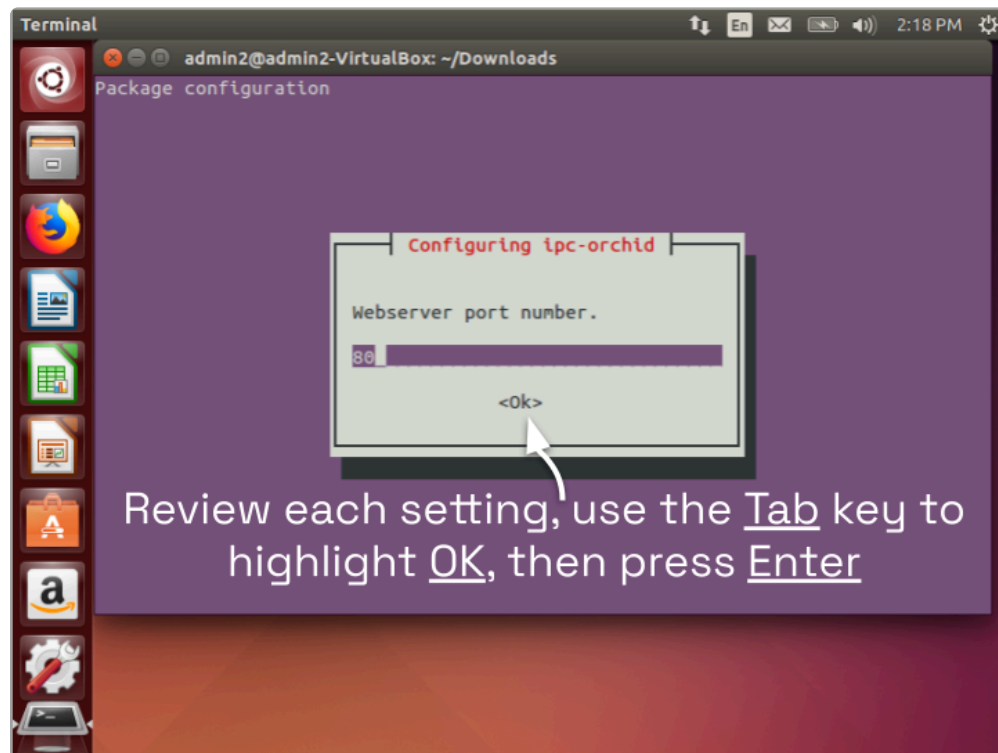 Terminal
En
2:18 PM
admin2@admin2-VirtualBox: ~/Downloads
Package configuration
Configuring ipc-orchid
Webserver port number.
80
<Ok>
Review each setting, use the Tab key to
highlight OK, then press Enter
A
a
>_